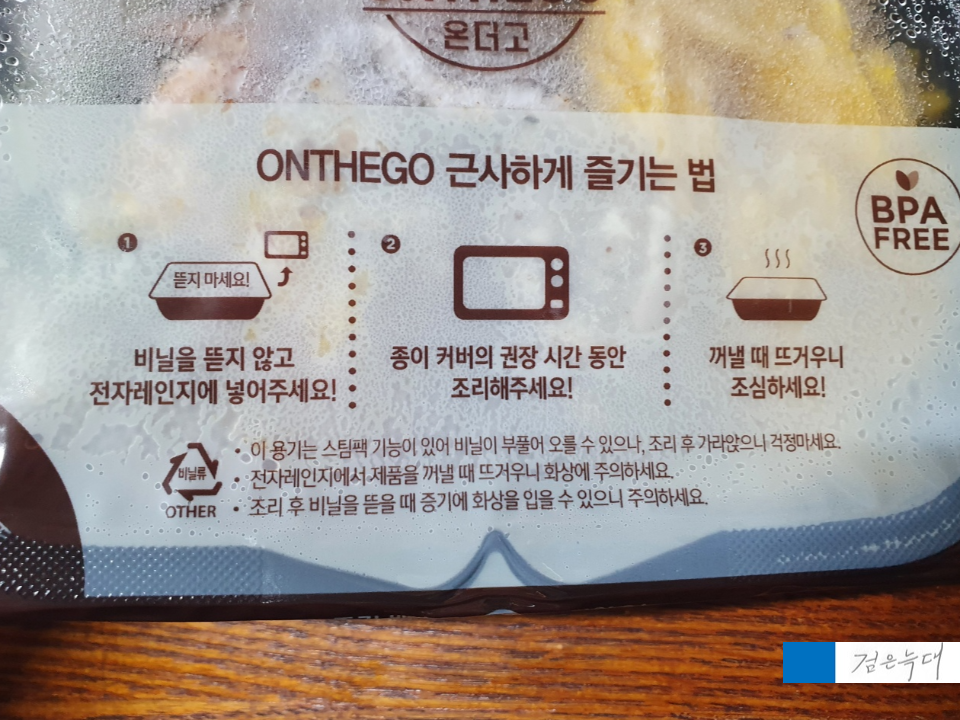 온더고
ONTHEGO 근사하게 즐기는 법
BPA
FREE
1
뜯지 마세요!
비닐을 뜯지 않고
전자레인지에 넣어주세요!
2
종이 커버의 권장 시간 동안
조리해주세요!
3
꺼낼 때 뜨거우니
조심하세요!
비닐류
OTHER
• 이 용기는 스팀팩 기능이 있어 비닐이 부풀어 오를 수 있으나, 조리 후 가라앉으니 걱정마세요.
• 전자레인지에서 제품을 꺼낼 때 뜨거우니 화상에 주의하세요.
• 조리 후 비닐을 뜯을 때 증기에 화상을 입을 수 있으니 주의하세요.
검은늑대